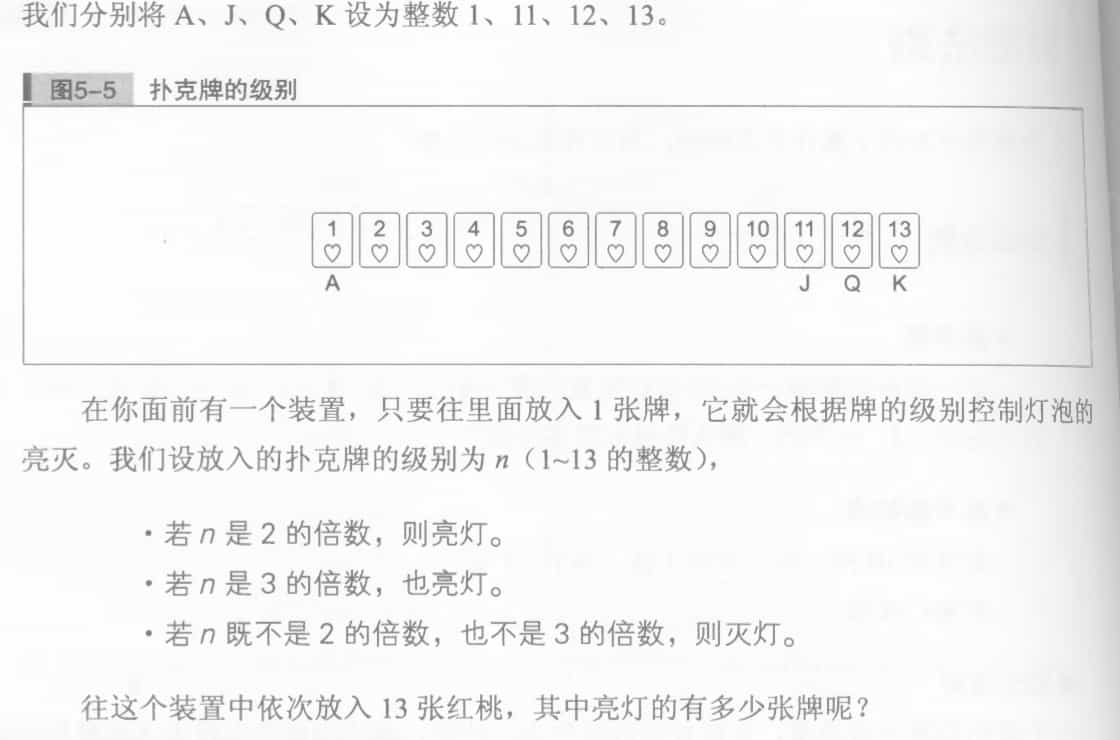 我们分别将 A、J、Q、K 设为整数 1、11、12、13。
图5-5 扑克牌的级别
1 2 3 4 5 6 7 8 9 10 11 12 13
♡ ♡ ♡ ♡ ♡ ♡ ♡ ♡ ♡ ♡ ♡ ♡ ♡
A J Q K
在你面前有一个装置，只要往里面放入 1 张牌，它就会根据牌的级别控制灯泡的
亮灭。我们设放入的扑克牌的级别为 n（1~13 的整数），
·若 n 是 2 的倍数，则亮灯。
·若 n 是 3 的倍数，也亮灯。
·若 n 既不是 2 的倍数，也不是 3 的倍数，则灭灯。
往这个装置中依次放入 13 张红桃，其中亮灯的有多少张牌呢？